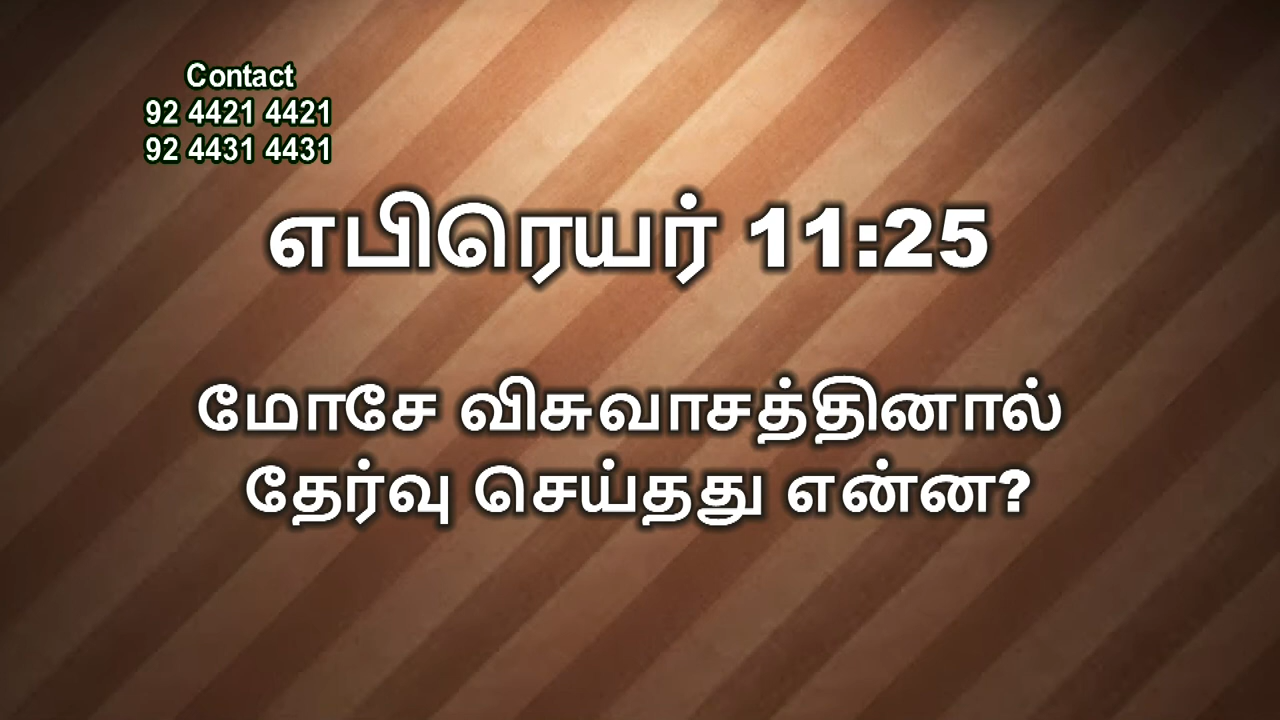 Contact
92 4421 4421
92 4431 4431
எபிரெயர் 11:25
மோசே விசுவாசத்தினால்
தேர்வு செய்தது என்ன?